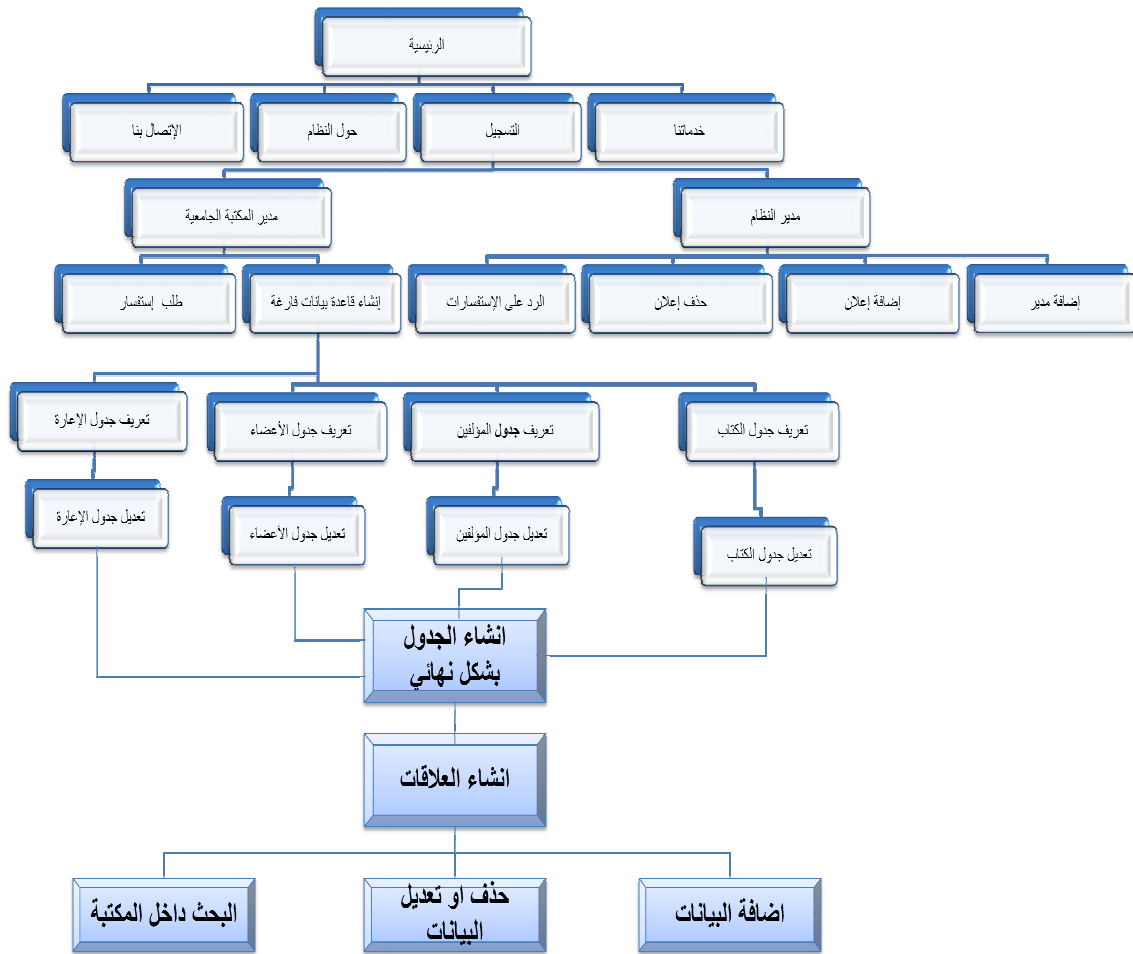 الرئيسية
خدماتنا
التسجيل
حول النظام
الإتصال بنا
مدير النظام
مدير المكتبة الجامعية
إضافة مدير
إضافة إعلان
حذف إعلان
الرد علي الإستفسارات
إنشاء قاعدة بيانات فارغة
طلب إستفسار
تعريف جدول الكتاب
تعريف جدول المؤلفين
تعريف جدول الأعضاء
تعريف جدول الإعارة
تعديل جدول الكتاب
تعديل جدول المؤلفين
تعديل جدول الأعضاء
تعديل جدول الإعارة
انشاء الجدول
بشكل نهائي
انشاء العلاقات
اضافة البيانات
حذف او تعديل
البيانات
البحث داخل المكتبة